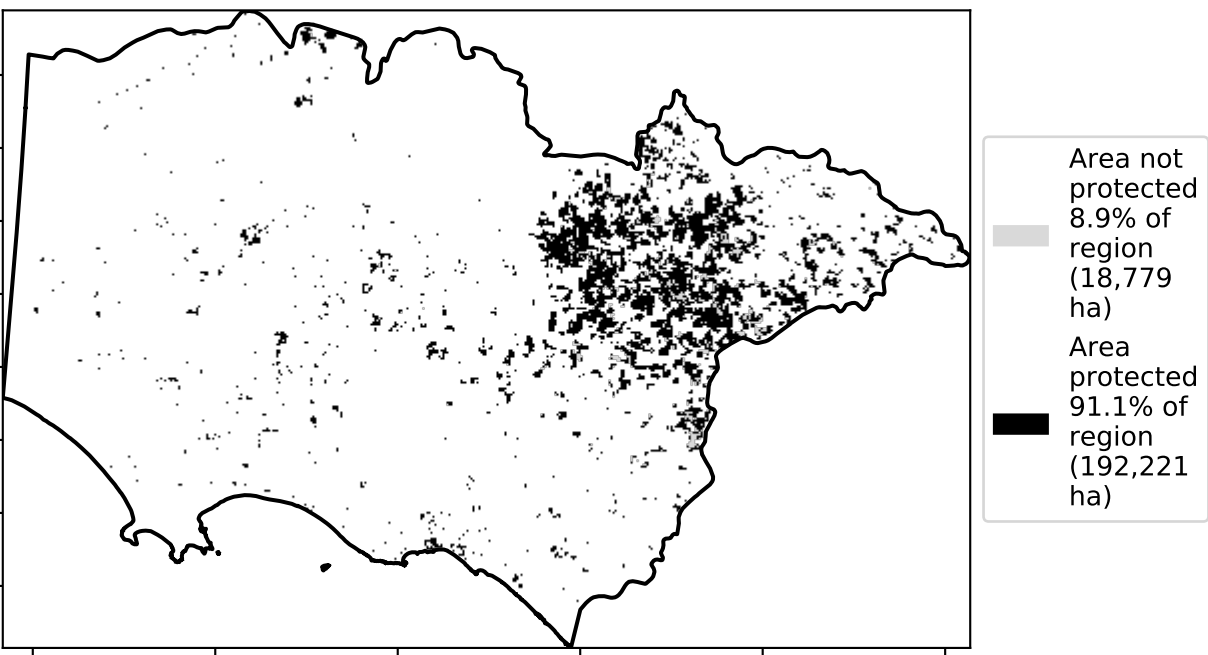 Area not
protected
8.9% of
region
(18,779
ha)
Area
protected
91.1% of
region
(192,221
ha)